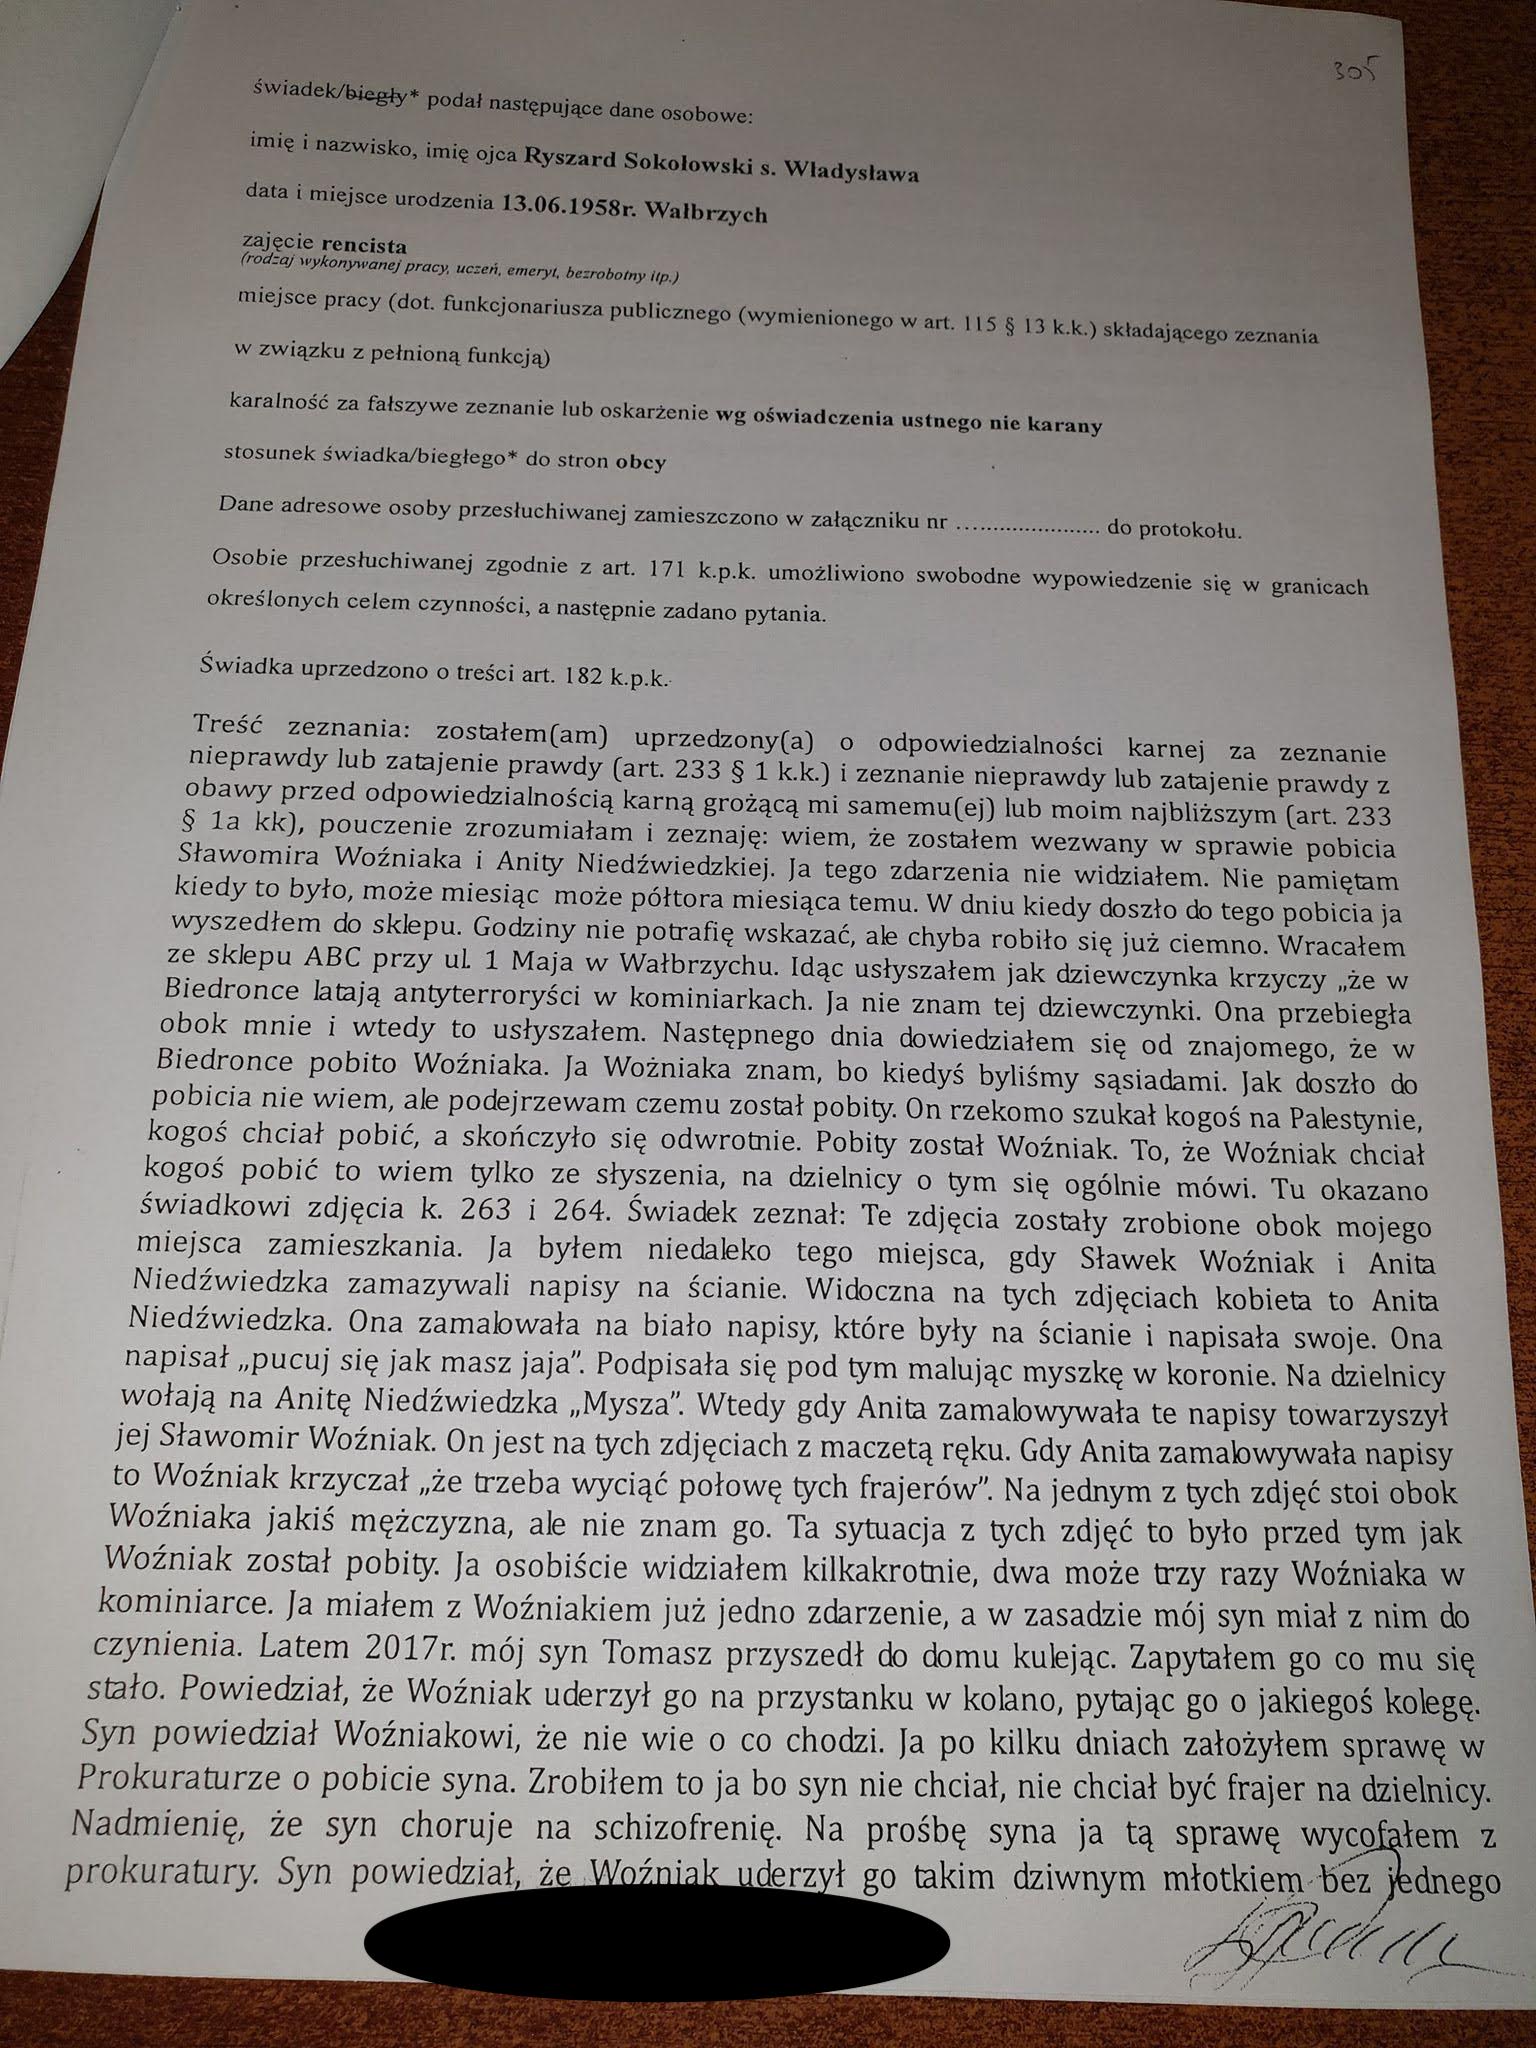 305
świadek/biegły* podał następujące dane osobowe:
imię i nazwisko, imię ojca Ryszard Sokołowski s. Władysława
data i miejsce urodzenia 13.06.1958r. Wałbrzych
zajęcie rencista
(rodzaj wykonywanej pracy, uczeń, emeryt, bezrobotny itp.)
miejsce pracy (dot. funkcjonariusza publicznego (wymienionego w art. 115 § 13 k.k.) składającego zeznania
w związku z pełnioną funkcją)
karalność za fałszywe zeznanie lub oskarżenie wg oświadczenia ustnego nie karany
stosunek świadka/biegłego* do stron obcy
Dane adresowe osoby przesłuchiwanej zamieszczono w załączniku nr ....................... do protokołu.
Osobie przesłuchiwanej zgodnie z art. 171 k.p.k. umożliwiono swobodne wypowiedzenie się w granicach
określonych celem czynności, a następnie zadano pytania.
Świadka uprzedzono o treści art. 182 k.p.k.
Treść zeznania: zostałem(am) uprzedzony(a) o odpowiedzialności karnej za zeznanie
nieprawdy lub zatajenie prawdy (art. 233 § 1 k.k.) i zeznanie nieprawdy lub zatajenie prawdy z
obawy przed odpowiedzialnością karną grożącą mi samemu(ej) lub moim najbliższym (art. 233
§ 1a kk), pouczenie zrozumiałam i zeznaję: wiem, że zostałem wezwany w sprawie pobicia
Sławomira Woźniaka i Anity Niedźwiedzkiej. Ja tego zdarzenia nie widziałem. Nie pamiętam
kiedy to było, może miesiąc może półtora miesiąca temu. W dniu kiedy doszło do tego pobicia ja
wyszedłem do sklepu. Godziny nie potrafię wskazać, ale chyba robiło się już ciemno. Wracałem
ze sklepu ABC przy ul. 1 Maja w Wałbrzychu. Idąc usłyszałem jak dziewczynka krzyczy „że w
Biedronce latają antyterroryści w kominiarkach. Ja nie znam tej dziewczynki. Ona przebiegła
obok mnie i wtedy to usłyszałem. Następnego dnia dowiedziałem się od znajomego, że w
Biedronce pobito Woźniaka. Ja Wożniaka znam, bo kiedyś byliśmy sąsiadami. Jak doszło do
pobicia nie wiem, ale podejrzewam czemu został pobity. On rzekomo szukał kogoś na Palestynie,
kogoś chciał pobić, a skończyło się odwrotnie. Pobity został Woźniak. To, że Woźniak chciał
kogoś pobić to wiem tylko ze słyszenia, na dzielnicy o tym się ogólnie mówi. Tu okazano
świadkowi zdjęcia k. 263 i 264. Świadek zeznał: Te zdjęcia zostały zrobione obok mojego
miejsca zamieszkania. Ja byłem niedaleko tego miejsca, gdy Sławek Woźniak i Anita
Niedźwiedzka zamazywali napisy na ścianie. Widoczna na tych zdjęciach kobieta to Anita
Niedźwiedzka. Ona zamalowała na biało napisy, które były na ścianie i napisała swoje. Ona
napisał „pucuj się jak masz jaja”. Podpisała się pod tym malując myszkę w koronie. Na dzielnicy
wołają na Anitę Niedźwiedzka „Mysza”. Wtedy gdy Anita zamalowywała te napisy towarzyszył
jej Sławomir Woźniak. On jest na tych zdjęciach z maczetą ręku. Gdy Anita zamalowywała napisy
to Woźniak krzyczał „że trzeba wyciąć połowę tych frajerów”. Na jednym z tych zdjęć stoi obok
Woźniaka jakiś mężczyzna, ale nie znam go. Ta sytuacja z tych zdjęć to było przed tym jak
Woźniak został pobity. Ja osobiście widziałem kilkakrotnie, dwa może trzy razy Woźniaka w
kominiarce. Ja miałem z Woźniakiem już jedno zdarzenie, a w zasadzie mój syn miał z nim do
czynienia. Latem 2017r. mój syn Tomasz przyszedł do domu kulejąc. Zapytałem go co mu się
stało. Powiedział, że Woźniak uderzył go na przystanku w kolano, pytając go o jakiegoś kolegę.
Syn powiedział Woźniakowi, że nie wie o co chodzi. Ja po kilku dniach założyłem sprawę w
Prokuraturze o pobicie syna. Zrobiłem to ja bo syn nie chciał, nie chciał być frajer na dzielnicy.
Nadmienię, że syn choruje na schizofrenię. Na prośbę syna ja tą sprawę wycofałem z
prokuratury. Syn powiedział, że Woźniak uderzył go takim dziwnym młotkiem bez jednego